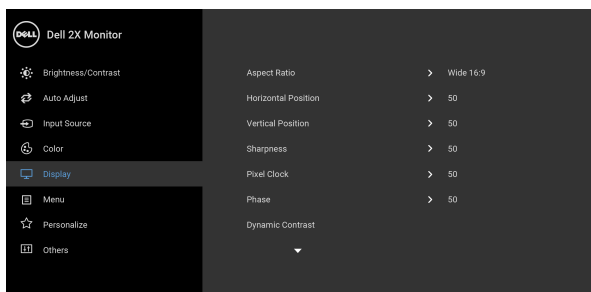 DELL Dell 2X Monitor
Brightness/Contrast Aspect Ratio Wide 16:9
Auto Adjust Horizontal Position 50
Input Source Vertical Position 50
Color Sharpness 50
Display Pixel Clock 50
Menu Phase 50
Personalize Dynamic Contrast
Others